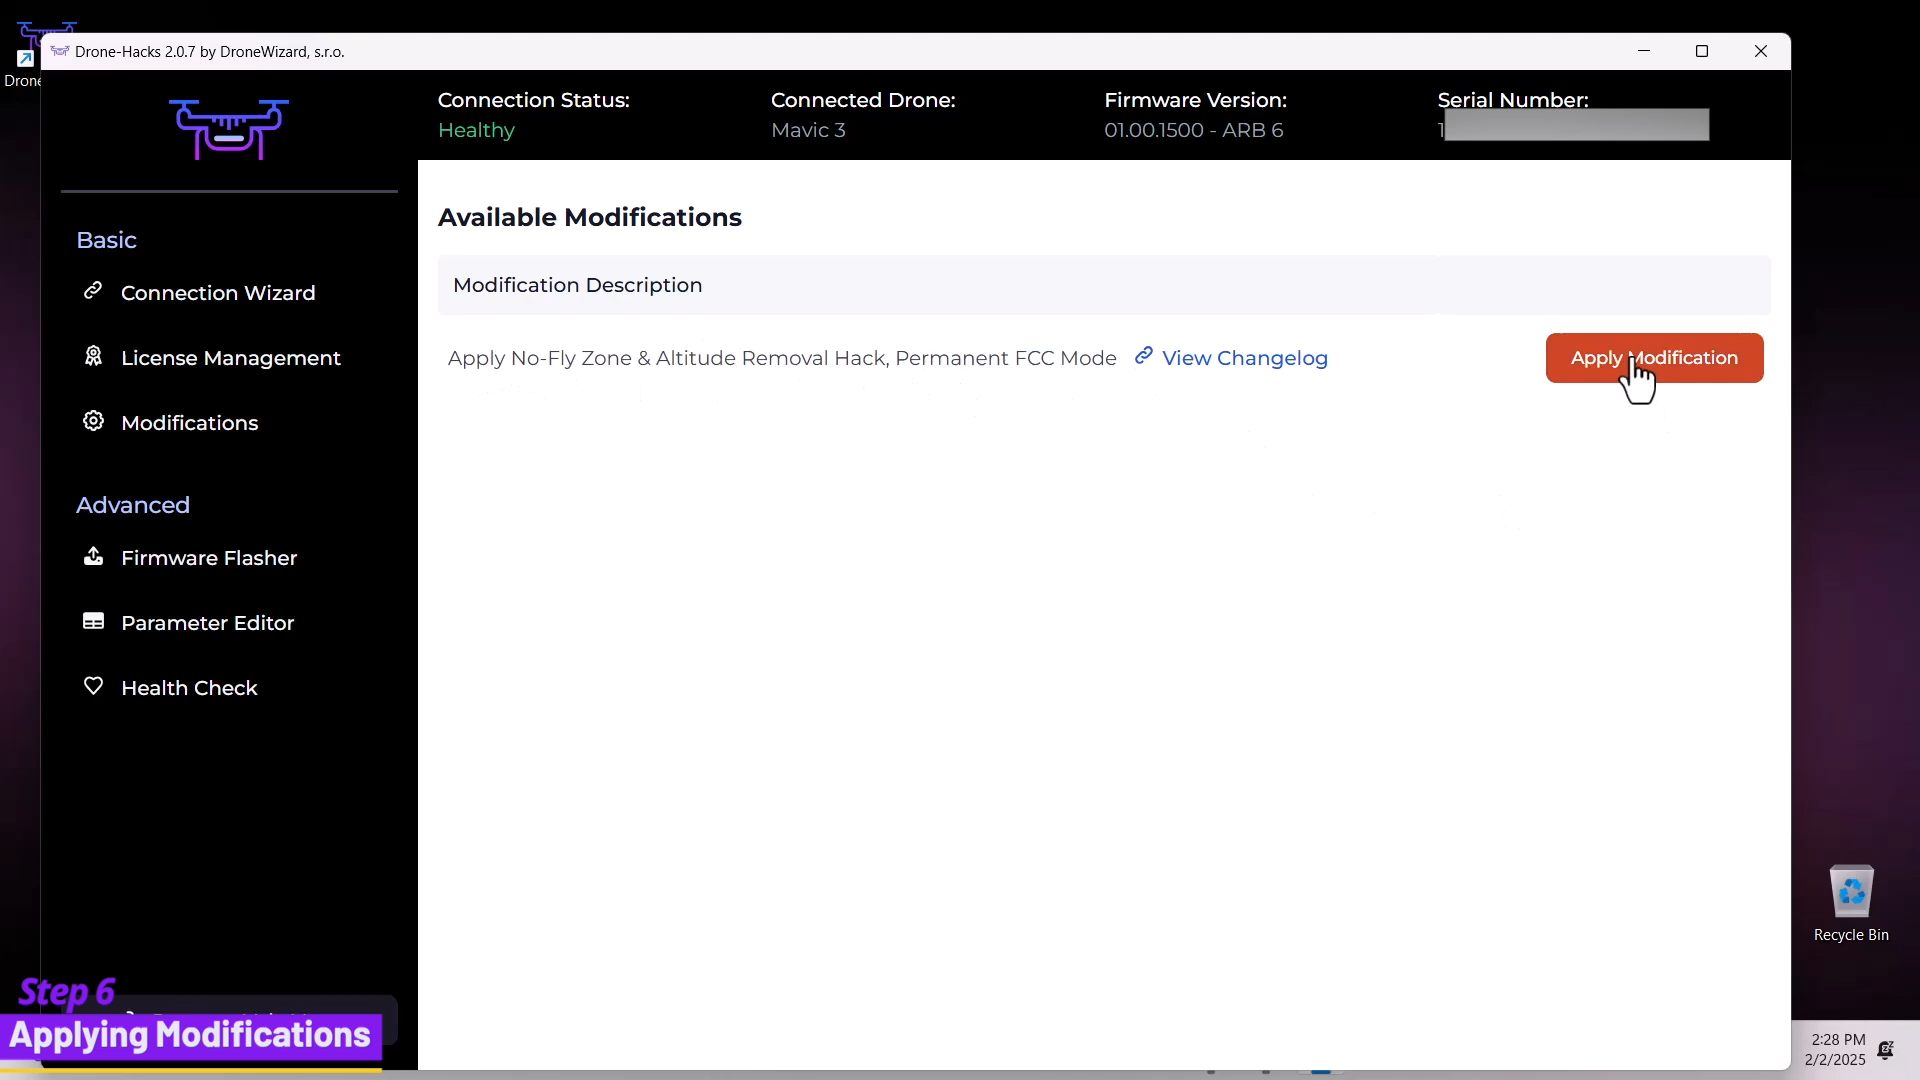 Drone
Drone-Hacks 2.0.7 by DroneWizard, s.r.o.
Connection Status:
Healthy
Connected Drone:
Mavic 3
Firmware Version:
01.00.1500 - ARB 6
Serial Number:
1
Basic
Connection Wizard
License Management
Modifications
Advanced
Firmware Flasher
Parameter Editor
Health Check
Available Modifications
Modification Description
Apply No-Fly Zone & Altitude Removal Hack, Permanent FCC Mode
View Changelog
Apply Modification
Recycle Bin
Step 6
Applying Modifications
2:28 PM
2/2/2025